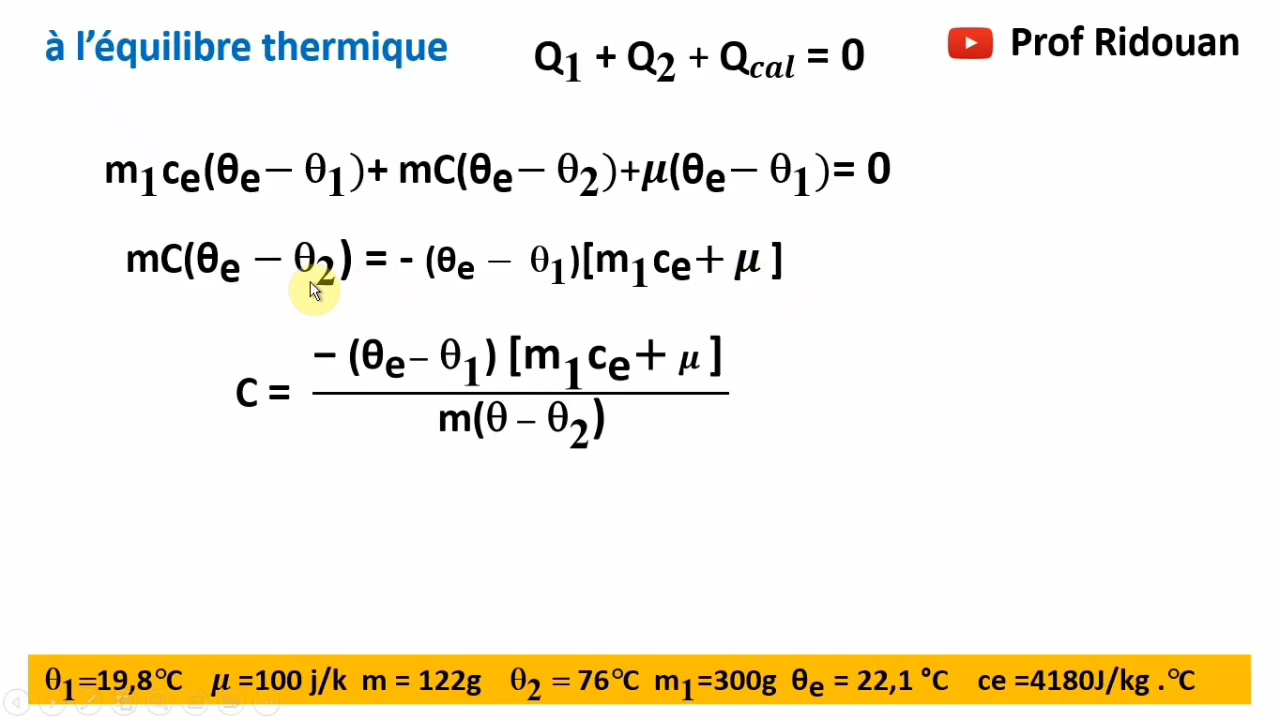 à l’équilibre thermique
Q₁ + Q₂ + Q𝑐𝑎𝑙 = 0
Prof Ridouan
m₁cₑ(θₑ− θ₁)+ mC(θₑ− θ₂)+𝝁(θₑ− θ₁)= 0
mC(θₑ − θ₂) = - (θₑ − θ₁)[m₁cₑ+ 𝝁 ]
C = − (θₑ− θ₁) [m₁cₑ+ 𝝁 ]
m(θ − θ₂)
θ₁=19,8°C 𝝁 =100 j/k m = 122g θ₂ = 76°C m₁=300g θₑ = 22,1 °C ce =4180J/kg .°C